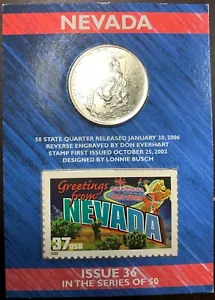 NEVADA
50 STATE QUARTER RELEASED JANUARY 30, 2006
REVERSE ENGRAVED BY DON EVERHART
STAMP FIRST ISSUED OCTOBER 25, 2002
DESIGNED BY LONNIE BUSCH
Greetings
from
NEVADA
37 USA
ISSUE 36
IN THE SERIES OF 50